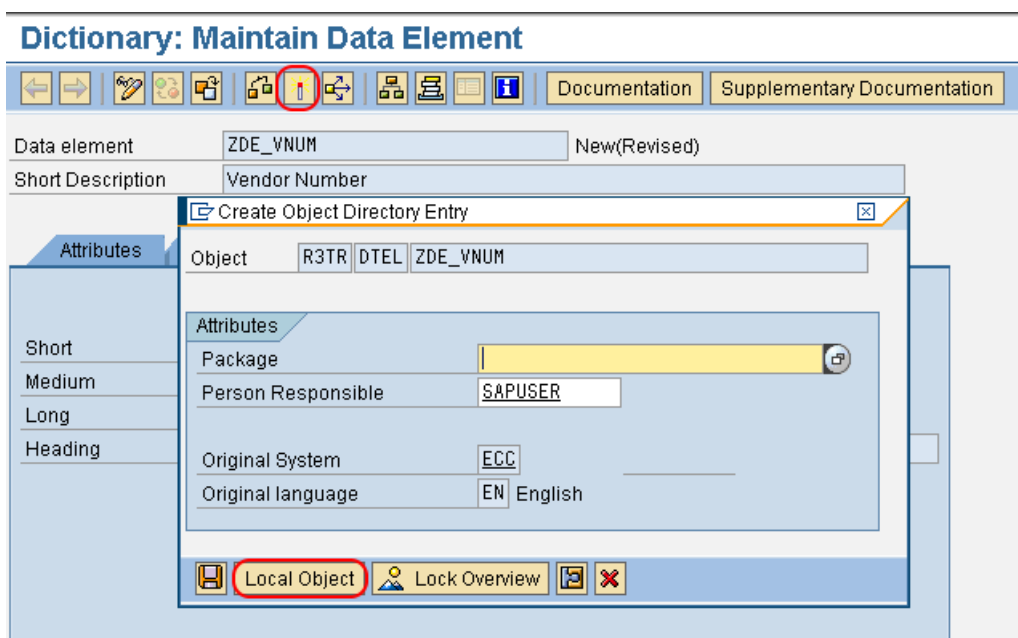 Dictionary: Maintain Data Element
Documentation Supplementary Documentation
Data element ZDE_VNUM New(Revised)
Short Description Vendor Number
Create Object Directory Entry
Attributes
Object R3TR DTEL ZDE_VNUM
Attributes
Short
Package
Medium
Person Responsible SAPUSER
Long
Heading
Original System ECC
Original language EN English
Local Object Lock Overview